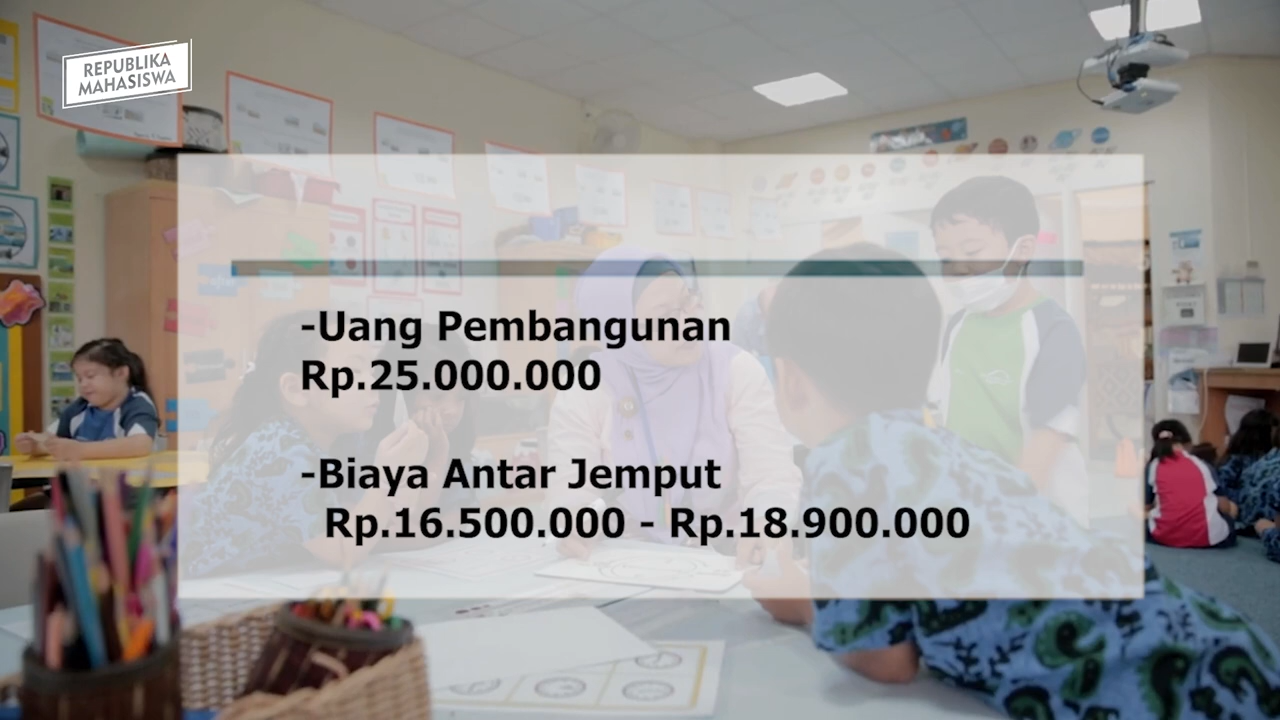 REPUBLIKA
MAHASISWA
-Uang Pembangunan
Rp.25.000.000
-Biaya Antar Jemput
Rp.16.500.000 - Rp.18.900.000